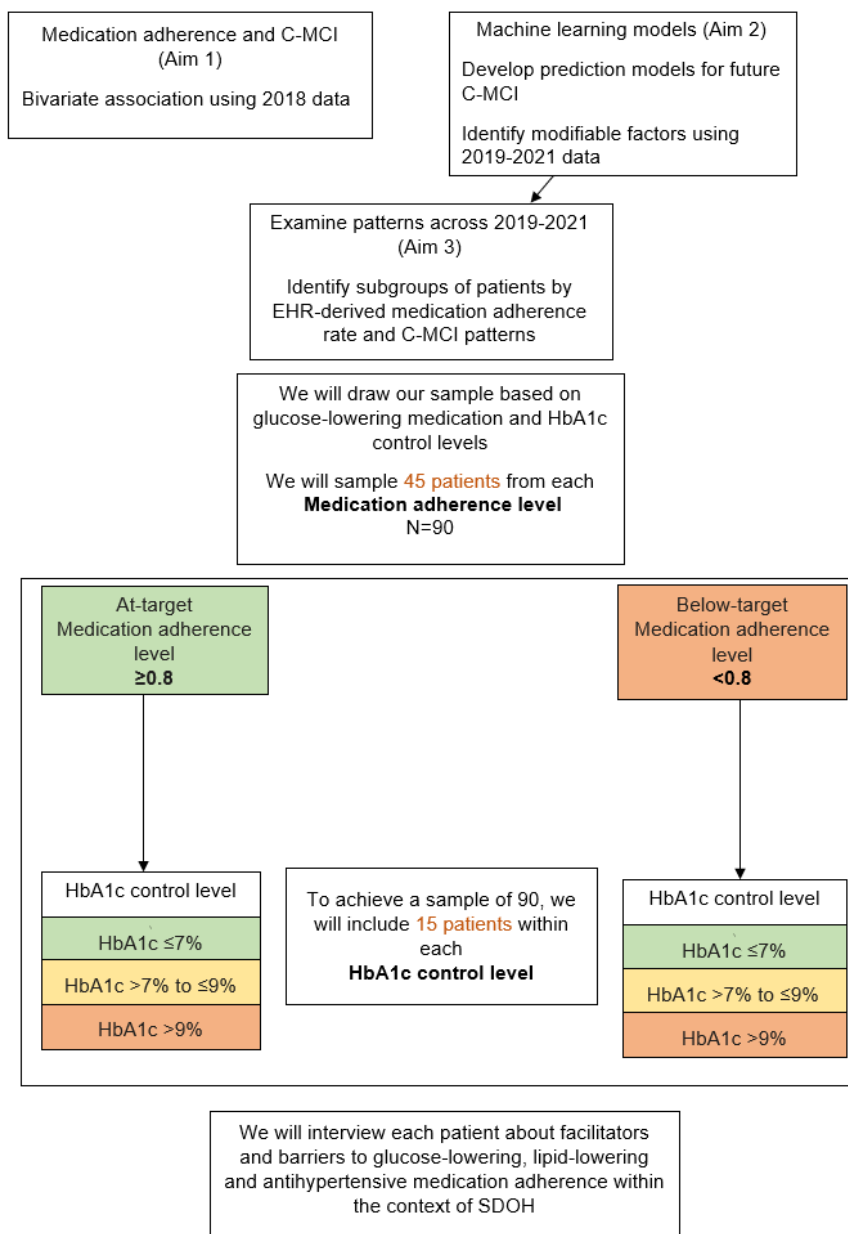 Medication adherence and C-MCI
(Aim 1)
Bivariate association using 2018 data
Machine learning models (Aim 2)
Develop prediction models for future
C-MCI
Identify modifiable factors using
2019-2021 data
Examine patterns across 2019-2021
(Aim 3)
Identify subgroups of patients by
EHR-derived medication adherence
rate and C-MCI patterns
We will draw our sample based on
glucose-lowering medication and HbA1c
control levels
We will sample 45 patients from each
Medication adherence level
N=90
At-target
Medication adherence
level
≥0.8
Below-target
Medication adherence
level
<0.8
HbA1c control level
HbA1c ≤7%
HbA1c >7% to ≤9%
HbA1c >9%
To achieve a sample of 90, we
will include 15 patients within
each
HbA1c control level
HbA1c control level
HbA1c ≤7%
HbA1c >7% to ≤9%
HbA1c >9%
We will interview each patient about facilitators
and barriers to glucose-lowering, lipid-lowering
and antihypertensive medication adherence within
the context of SDOH